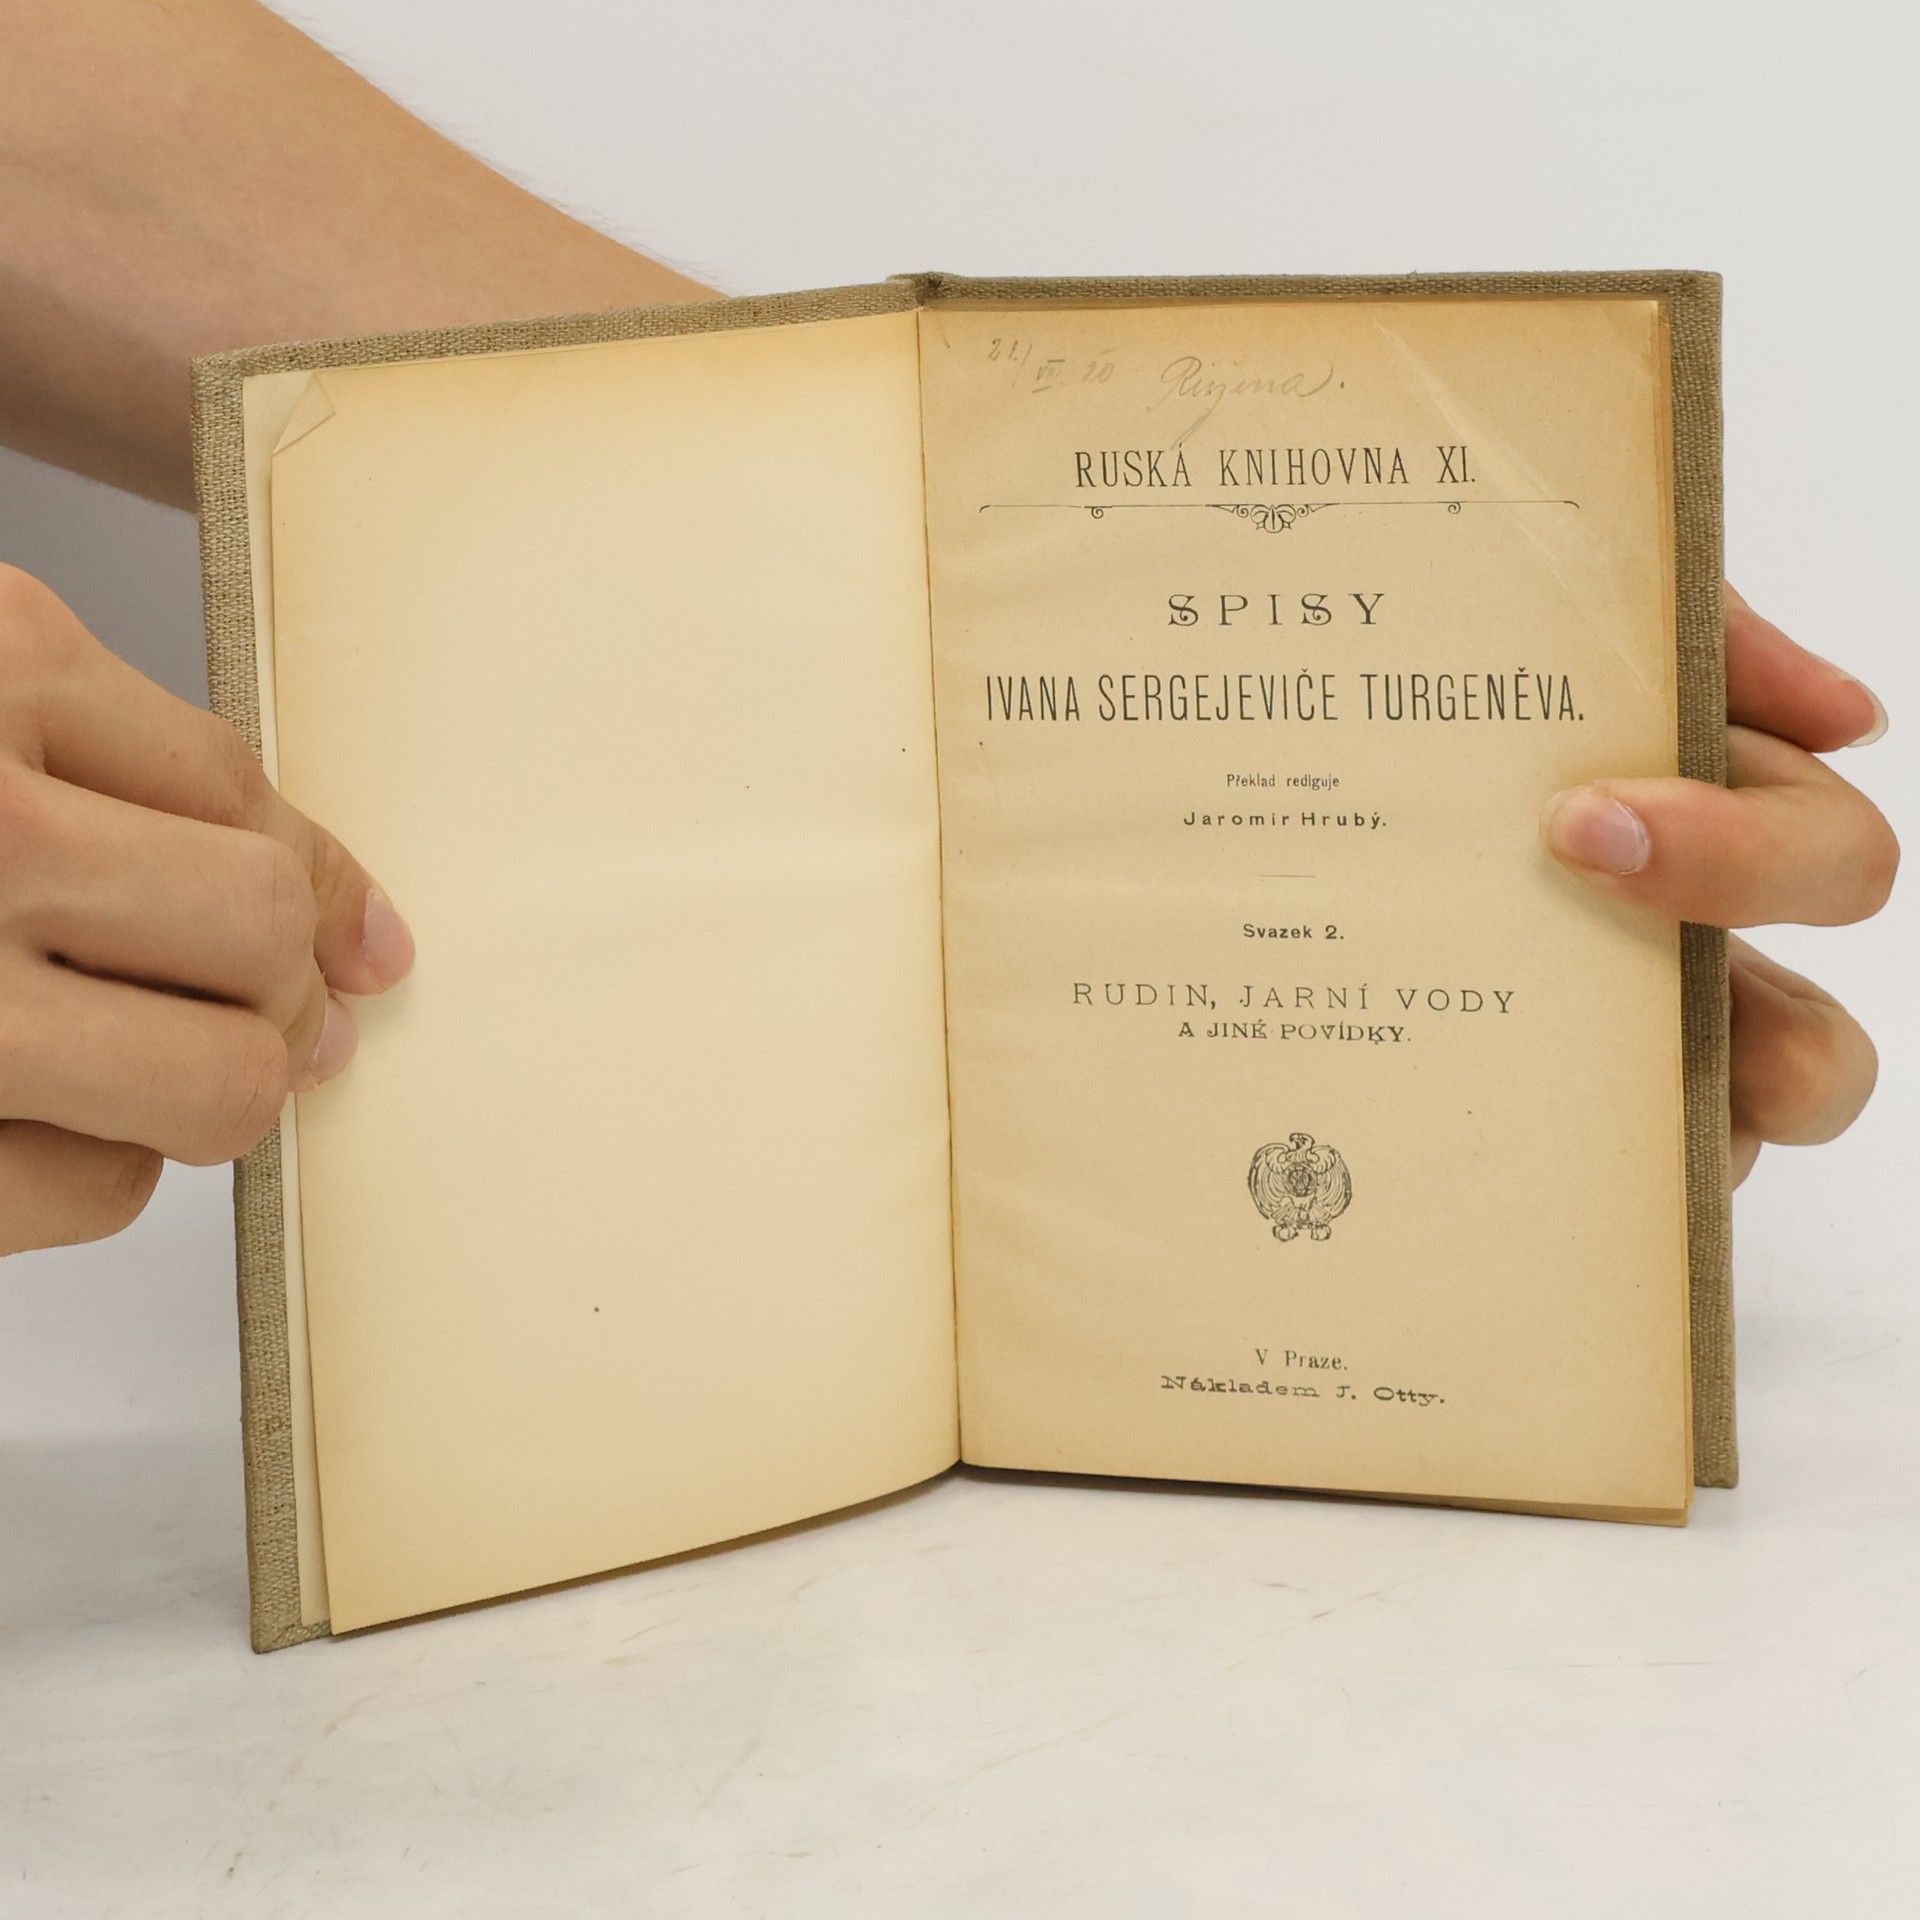 21./VII. 20 Růžena.
RUSKÁ KNIHOVNA XI.
SPISY
IVANA SERGEJEVIČE TURGENĚVA.
Překlad rediguje
Jaromír Hrubý.
Svazek 2.
RUDIN, JARNÍ VODY
A JINÉ POVÍDKY.
V Praze.
Nákladem J. Otty.